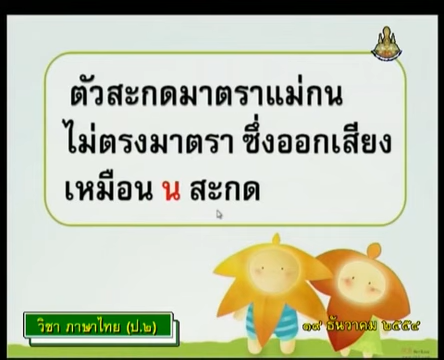 ตัวสะกดมาตราแม่กน
ไม่ตรงมาตรา ซึ่งออกเสียง
เหมือน น สะกด
วิชา ภาษาไทย (ป.๒)
๑๙ ธันวาคม ๒๕๕๔